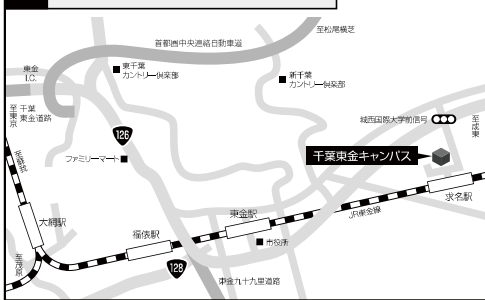 首都圏中央連絡自動車道
至松尾横芝
東千葉
カントリー倶楽部
新千葉
カントリー倶楽部
東金
I.C.
至東京
千葉
東金道路
城西国際大学前信号
至成東
126
ファミリーマート
千葉東金キャンパス
至蘇我
大網駅
福俵駅
東金駅
JR東金線
求名駅
市役所
至茂原
128
東金九十九里道路